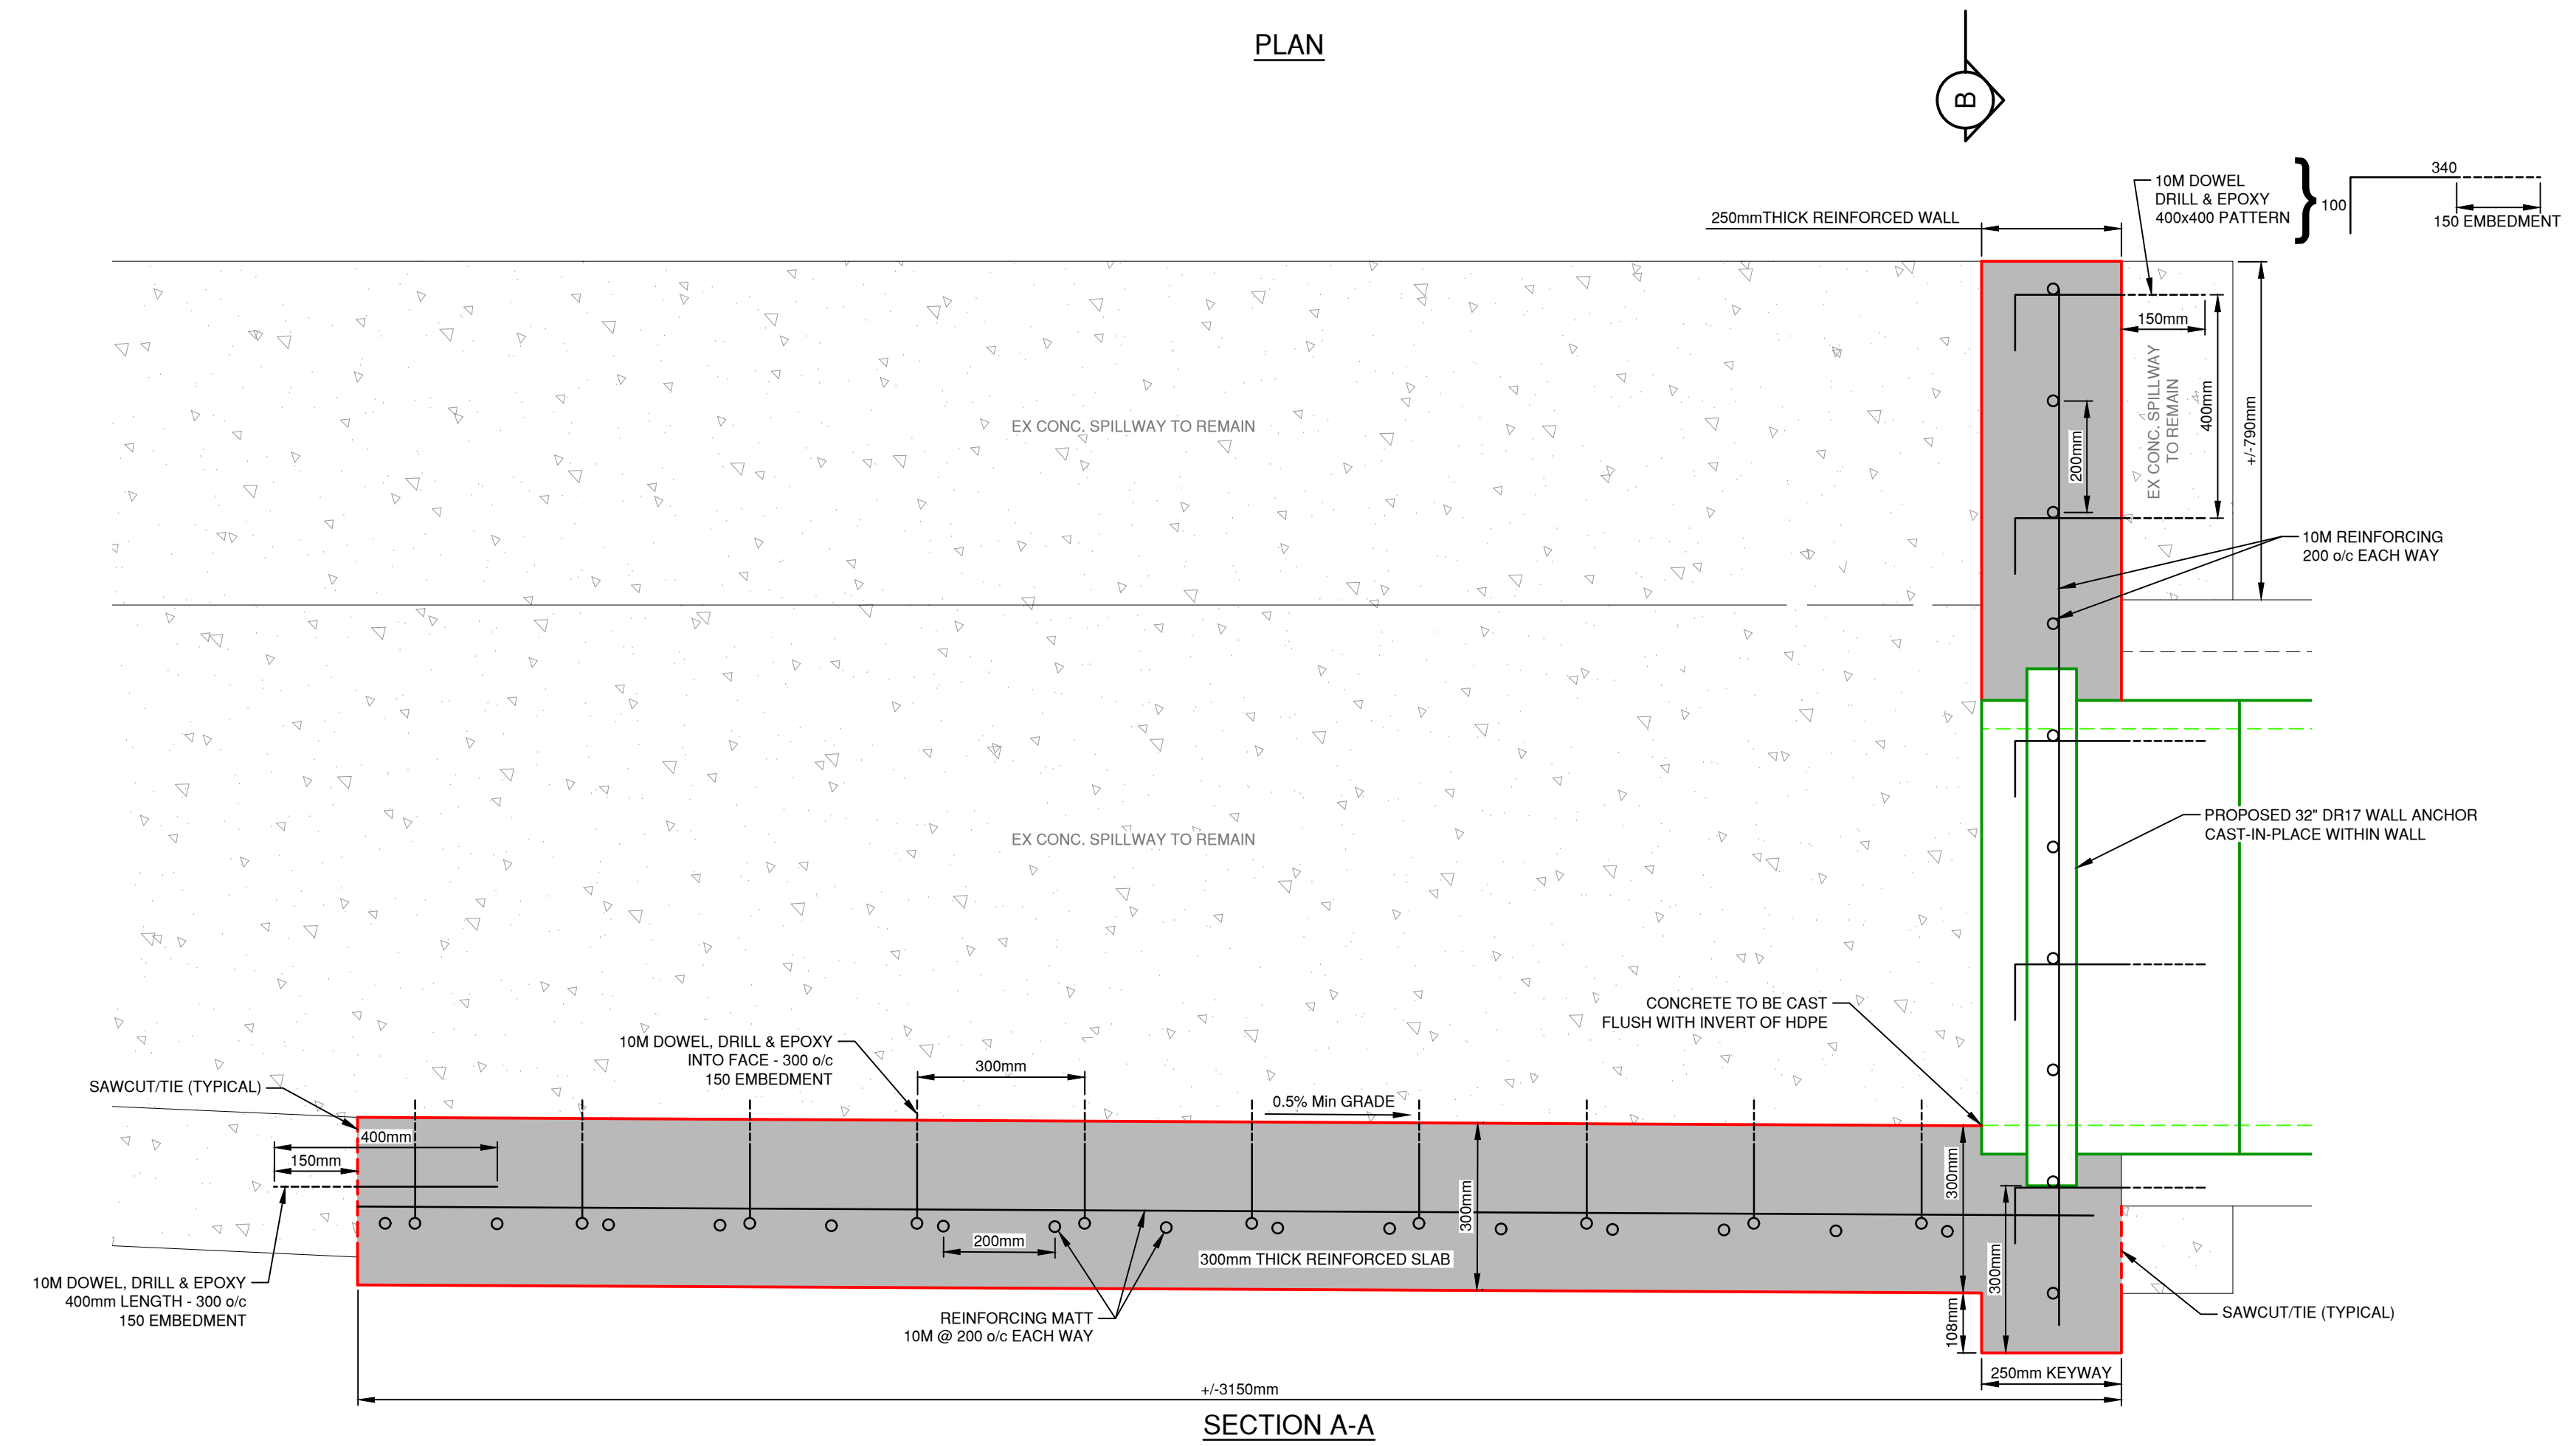 PLAN
B
10M DOWEL
DRILL & EPOXY
400x400 PATTERN
340
100
150 EMBEDMENT
250mmTHICK REINFORCED WALL
150mm
EX CONC. SPILLWAY
TO REMAIN
400mm
+/-790mm
200mm
EX CONC. SPILLWAY TO REMAIN
10M REINFORCING
200 o/c EACH WAY
PROPOSED 32" DR17 WALL ANCHOR
CAST-IN-PLACE WITHIN WALL
EX CONC. SPILLWAY TO REMAIN
CONCRETE TO BE CAST
FLUSH WITH INVERT OF HDPE
10M DOWEL, DRILL & EPOXY
INTO FACE - 300 o/c
150 EMBEDMENT
300mm
SAWCUT/TIE (TYPICAL)
0.5% Min GRADE
400mm
150mm
300mm
300mm
300mm
200mm
300mm THICK REINFORCED SLAB
10M DOWEL, DRILL & EPOXY
400mm LENGTH - 300 o/c
150 EMBEDMENT
REINFORCING MATT
10M @ 200 o/c EACH WAY
108mm
SAWCUT/TIE (TYPICAL)
250mm KEYWAY
+/-3150mm
SECTION A-A